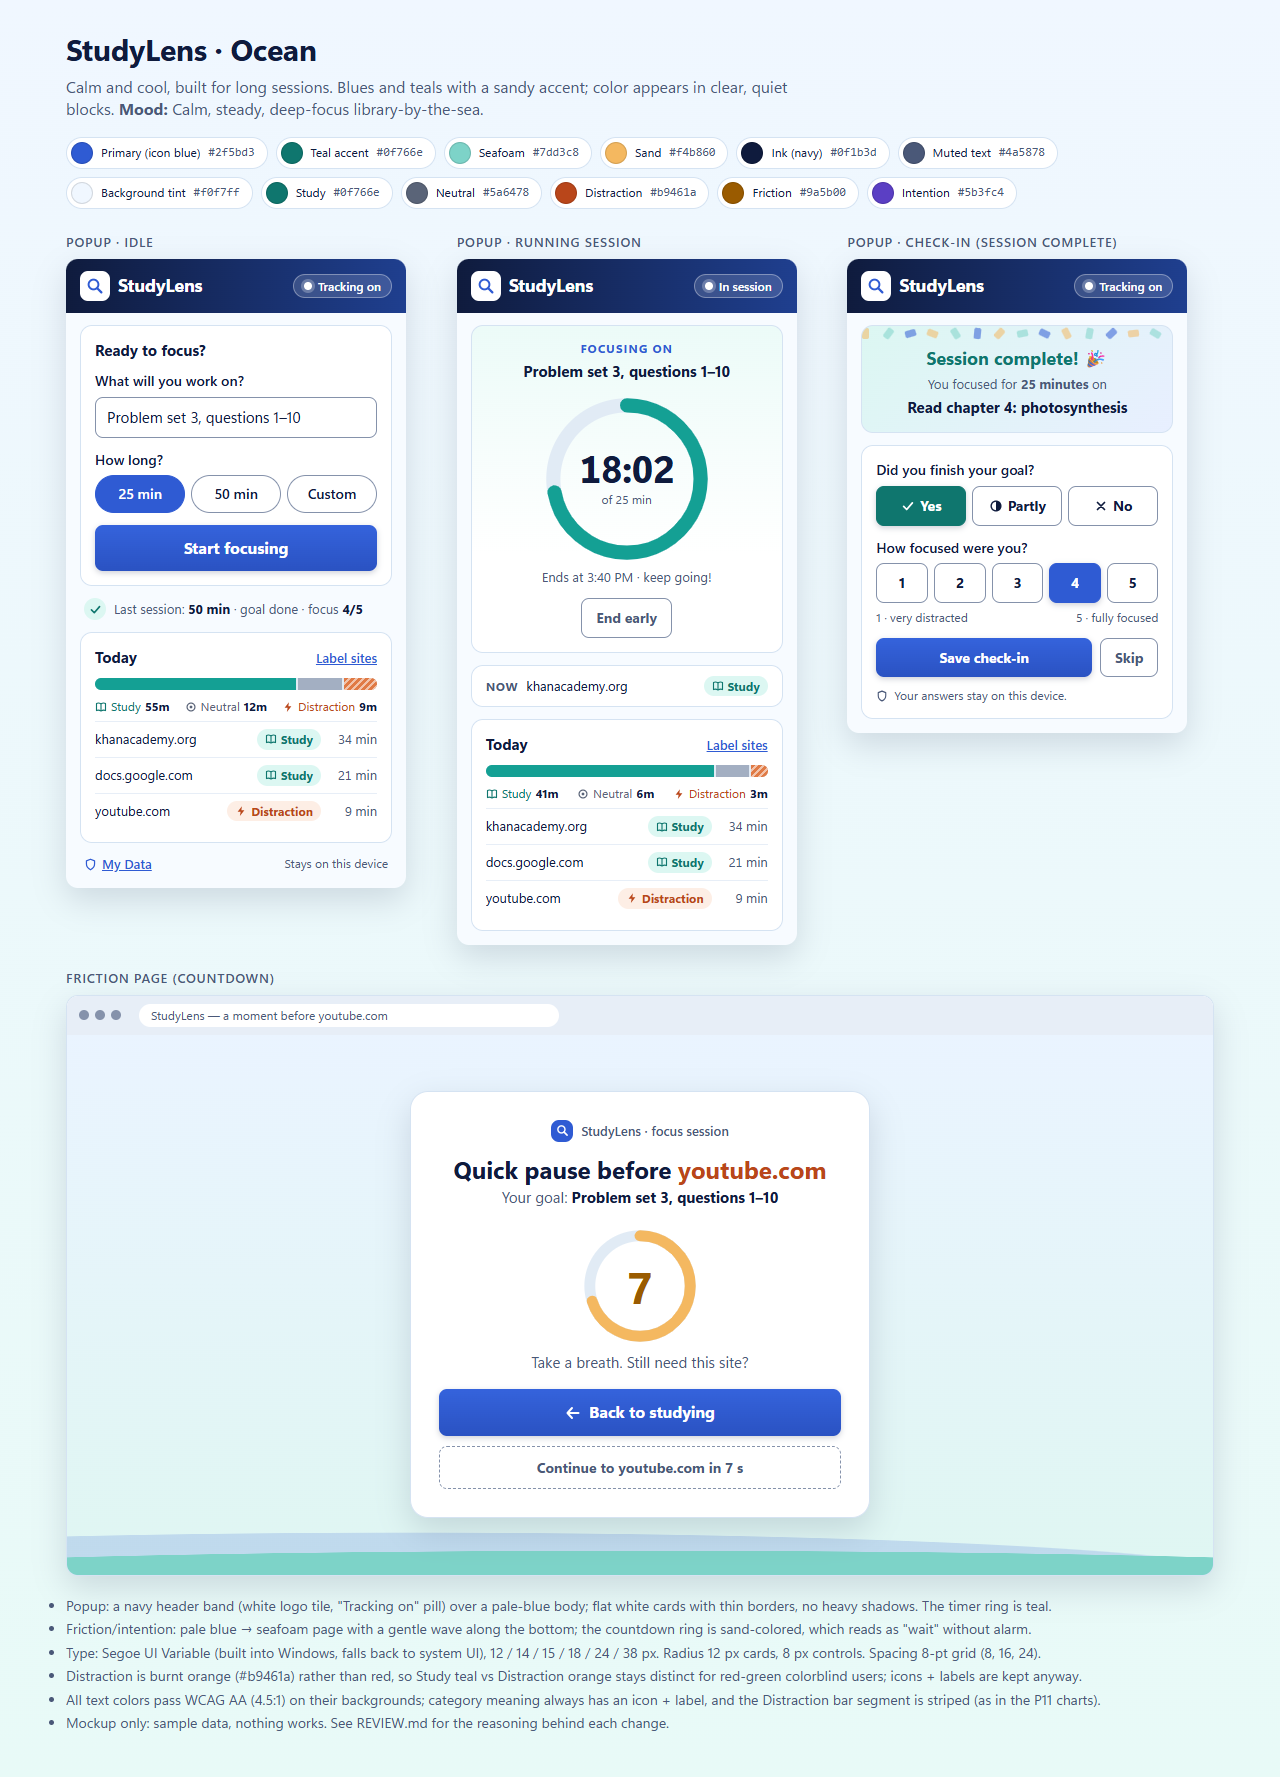 StudyLens · Ocean
Calm and cool, built for long sessions. Blues and teals with a sandy accent; color appears in clear, quiet
blocks. Mood: Calm, steady, deep-focus library-by-the-sea.
Primary (icon blue) #2f5bd3
Teal accent #0f766e
Seafoam #7dd3c8
Sand #f4b860
Ink (navy) #0f1b3d
Muted text #4a5878
Background tint #f0f7ff
Study #0f766e
Neutral #5a6478
Distraction #b9461a
Friction #9a5b00
Intention #5b3fc4
POPUP · IDLE
StudyLens
Tracking on
Ready to focus?
What will you work on?
Problem set 3, questions 1–10
How long?
25 min
50 min
Custom
Start focusing
Last session: 50 min · goal done · focus 4/5
Today
Label sites
Study 55m
Neutral 12m
Distraction 9m
khanacademy.org Study 34 min
docs.google.com Study 21 min
youtube.com Distraction 9 min
My Data
Stays on this device
POPUP · RUNNING SESSION
StudyLens
In session
FOCUSING ON
Problem set 3, questions 1–10
18:02
of 25 min
Ends at 3:40 PM · keep going!
End early
NOW khanacademy.org Study
Today
Label sites
Study 41m
Neutral 6m
Distraction 3m
khanacademy.org Study 34 min
docs.google.com Study 21 min
youtube.com Distraction 9 min
POPUP · CHECK-IN (SESSION COMPLETE)
StudyLens
Tracking on
Session complete! 🎉
You focused for 25 minutes on
Read chapter 4: photosynthesis
Did you finish your goal?
Yes
Partly
No
How focused were you?
1 2 3 4 5
1 · very distracted
5 · fully focused
Save check-in
Skip
Your answers stay on this device.
FRICTION PAGE (COUNTDOWN)
StudyLens — a moment before youtube.com
StudyLens · focus session
Quick pause before youtube.com
Your goal: Problem set 3, questions 1–10
7
Take a breath. Still need this site?
← Back to studying
Continue to youtube.com in 7 s
• Popup: a navy header band (white logo tile, "Tracking on" pill) over a pale-blue body; flat white cards with thin borders, no heavy shadows. The timer ring is teal.
• Friction/intention: pale blue → seafoam page with a gentle wave along the bottom; the countdown ring is sand-colored, which reads as "wait" without alarm.
• Type: Segoe UI Variable (built into Windows, falls back to system UI), 12 / 14 / 15 / 18 / 24 / 38 px. Radius 12 px cards, 8 px controls. Spacing 8-pt grid (8, 16, 24).
• Distraction is burnt orange (#b9461a) rather than red, so Study teal vs Distraction orange stays distinct for red-green colorblind users; icons + labels are kept anyway.
• All text colors pass WCAG AA (4.5:1) on their backgrounds; category meaning always has an icon + label, and the Distraction bar segment is striped (as in the P11 charts).
• Mockup only: sample data, nothing works. See REVIEW.md for the reasoning behind each change.